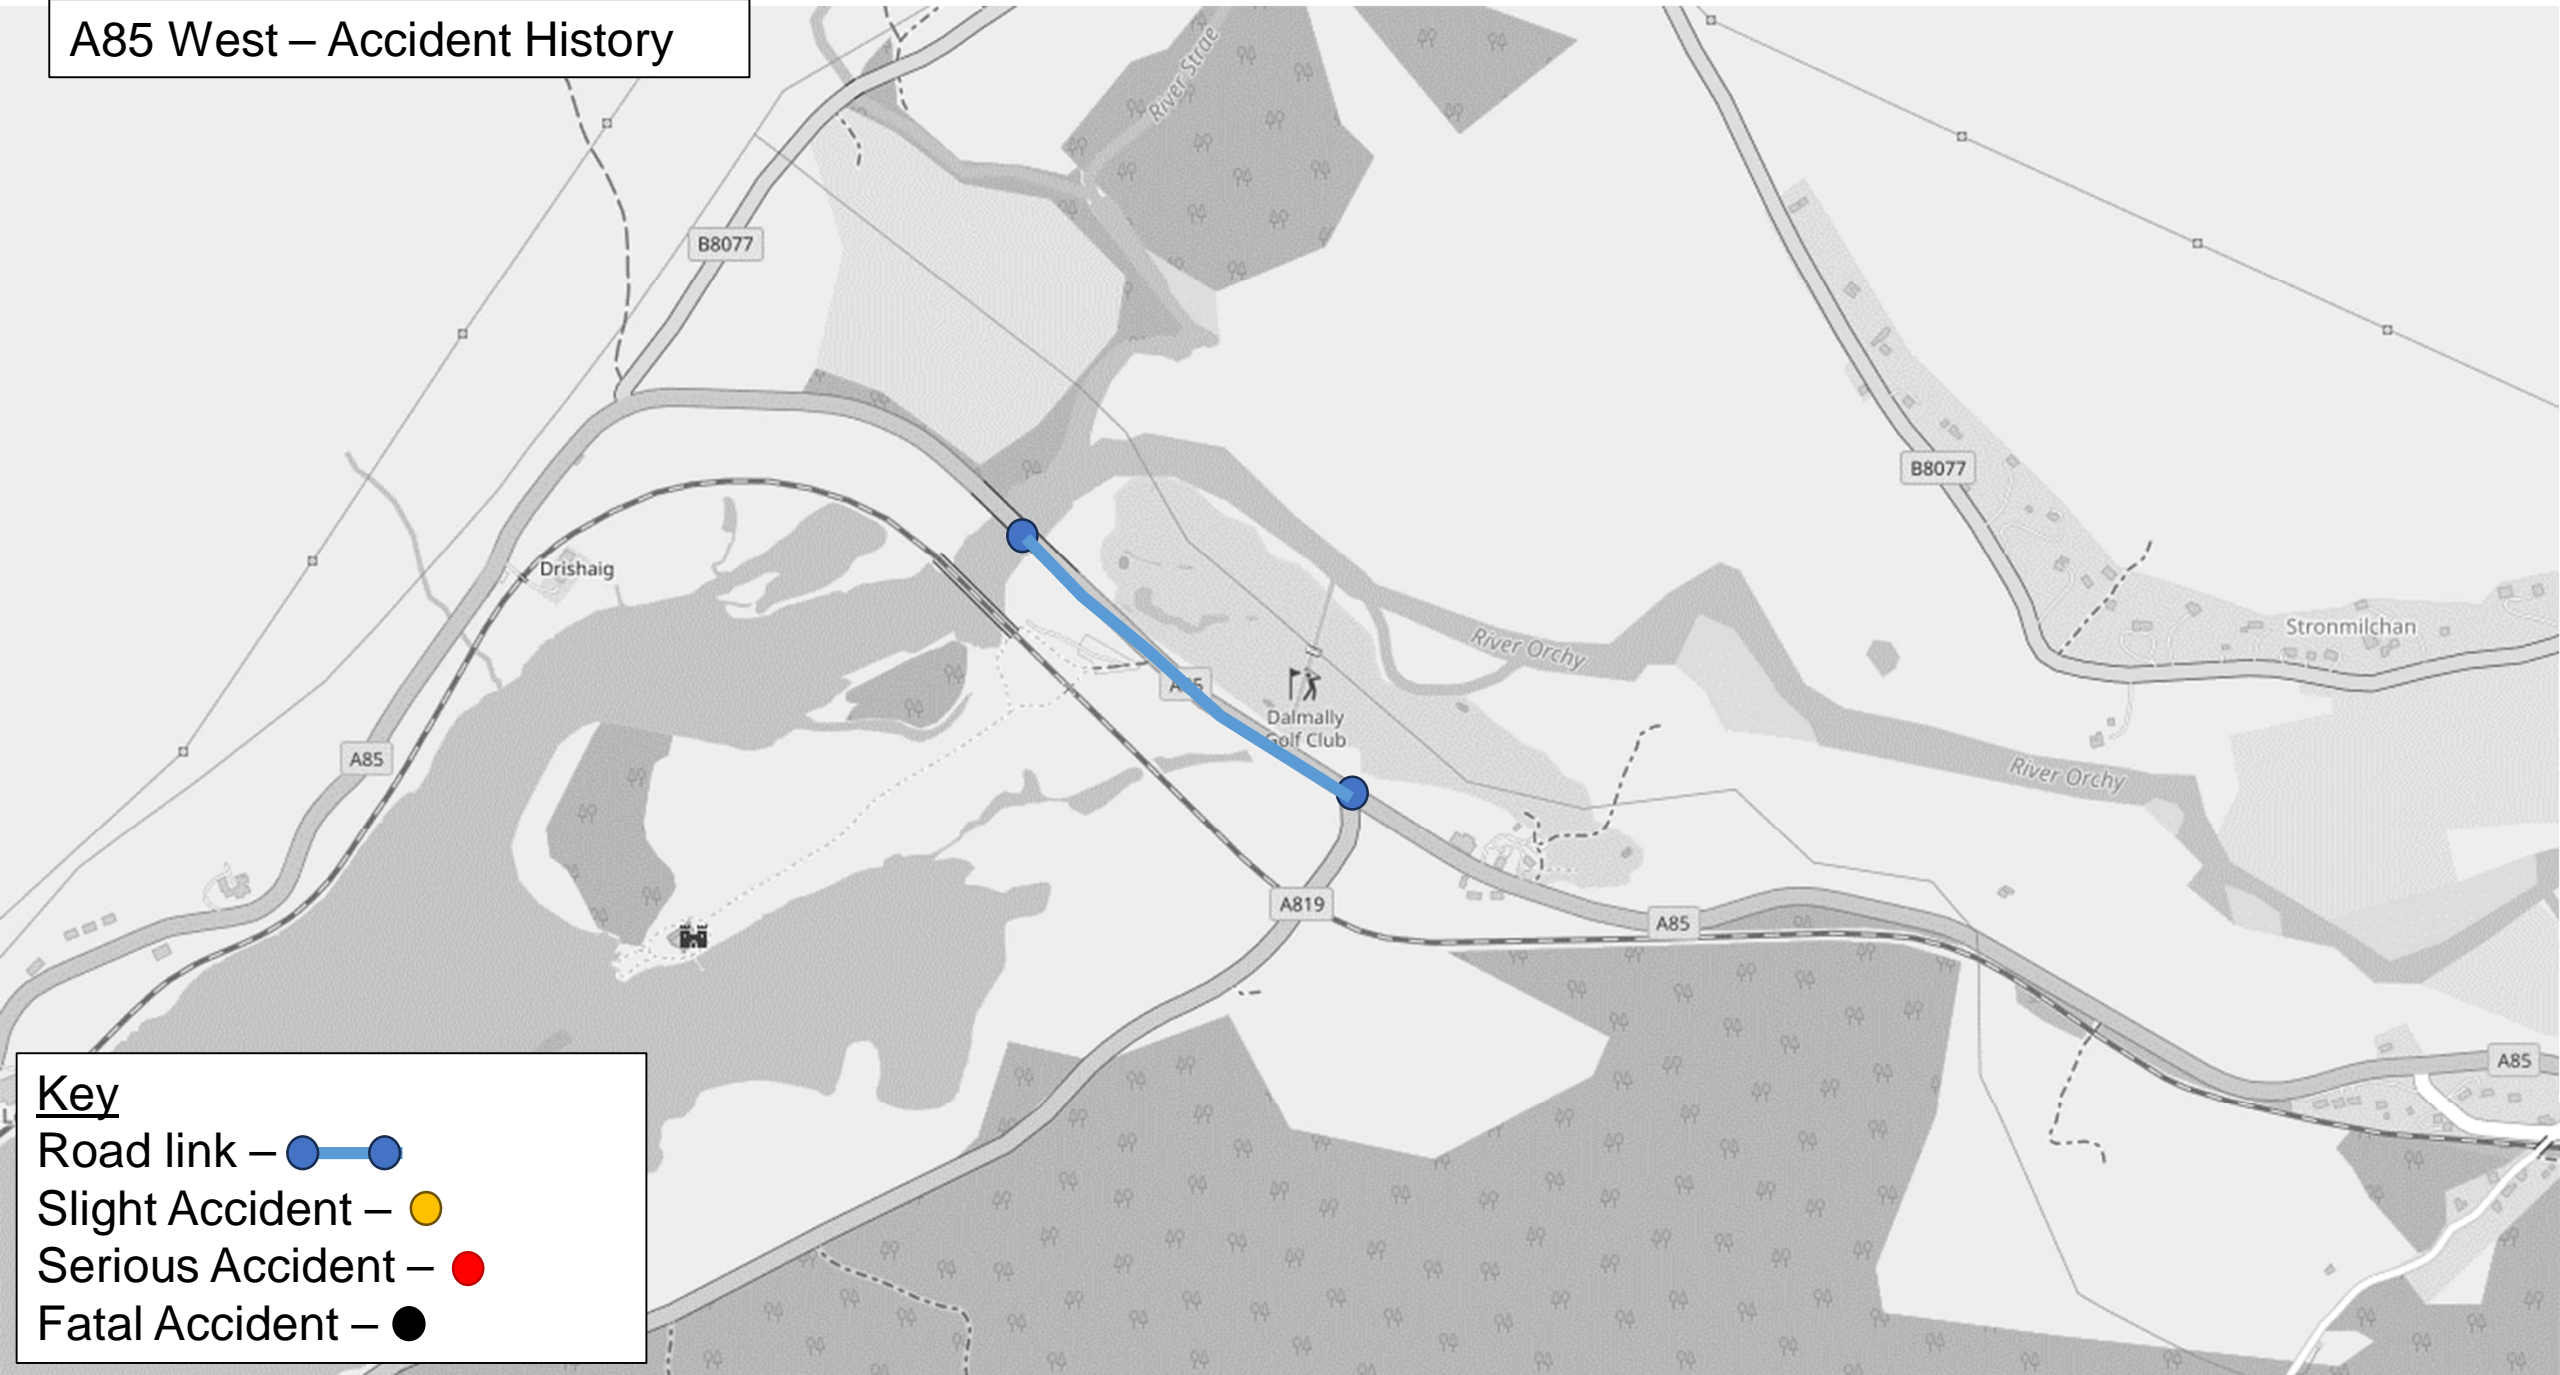 A85 West – Accident History
River Strae
B8077
B8077
Drishaig
River Orchy
Stronmilchan
Dalmally
Golf Club
A85
River Orchy
A819
A85
A85
Key
Road link –
Slight Accident –
Serious Accident –
Fatal Accident –